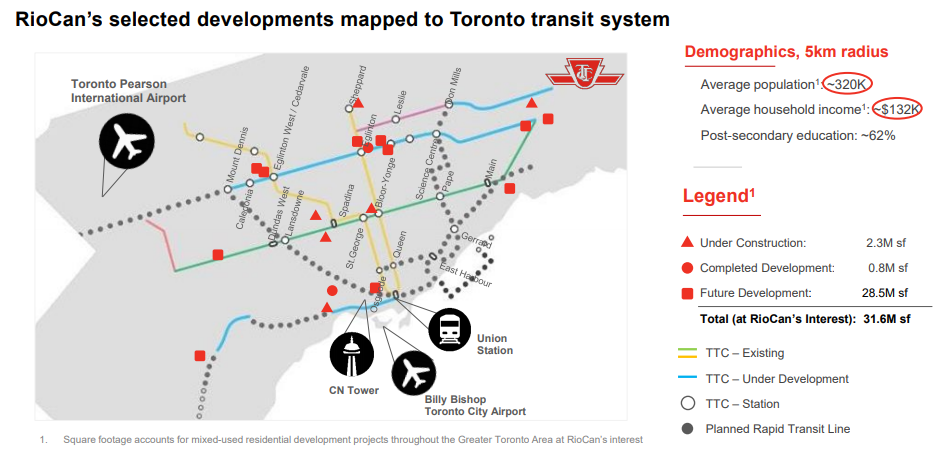 RioCan's selected developments mapped to Toronto transit system
Toronto Pearson
International Airport
Mount Dennis
Caledonia
Eglinton West / Cedarvale
Dundas West
Lansdowne
Sheppard
Eglinton
Leslie
Don Mills
Spadina
Bloor-Yonge
Science Centre
Pape
Main
St.George
Queen
Osgoode
Gerrard
East Harbour
Union
Station
CN Tower
Billy Bishop
Toronto City Airport
TTC
Demographics, 5km radius
Average population1: ~320K
Average household income1: ~$132K
Post-secondary education: ~62%
Legend1
Under Construction: 2.3M sf
Completed Development: 0.8M sf
Future Development: 28.5M sf
Total (at RioCan's Interest): 31.6M sf
TTC – Existing
TTC – Under Development
TTC – Station
Planned Rapid Transit Line
1. Square footage accounts for mixed-used residential development projects throughout the Greater Toronto Area at RioCan's interest